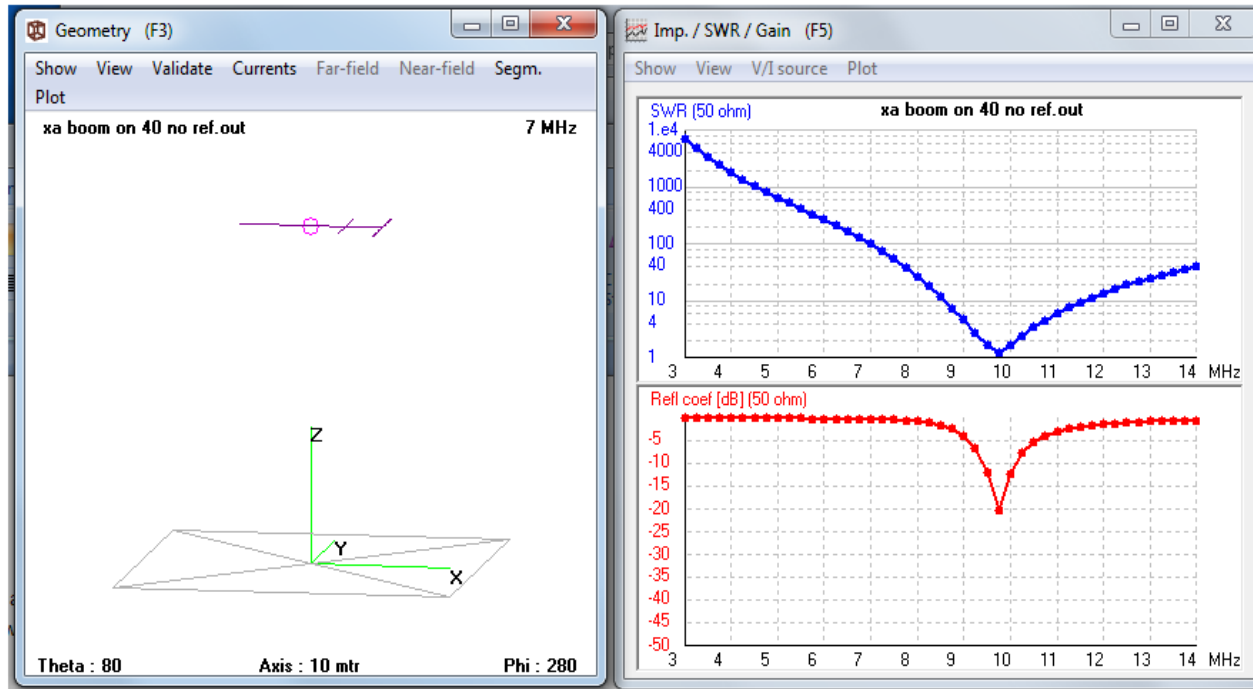 Geometry (F3)
Show View Validate Currents Far-field Near-field Segm.
Plot
xa boom on 40 no ref.out 7 MHz
Z
Y
X
Theta : 80 Axis : 10 mtr Phi : 280
Imp. / SWR / Gain (F5)
Show View V/I source Plot
SWR (50 ohm) xa boom on 40 no ref.out
1.e4
4000
1000
400
100
40
10
4
1
3 4 5 6 7 8 9 10 11 12 13 14 MHz
Refl coef [dB] (50 ohm)
-5
-10
-15
-20
-25
-30
-35
-40
-45
-50
3 4 5 6 7 8 9 10 11 12 13 14 MHz